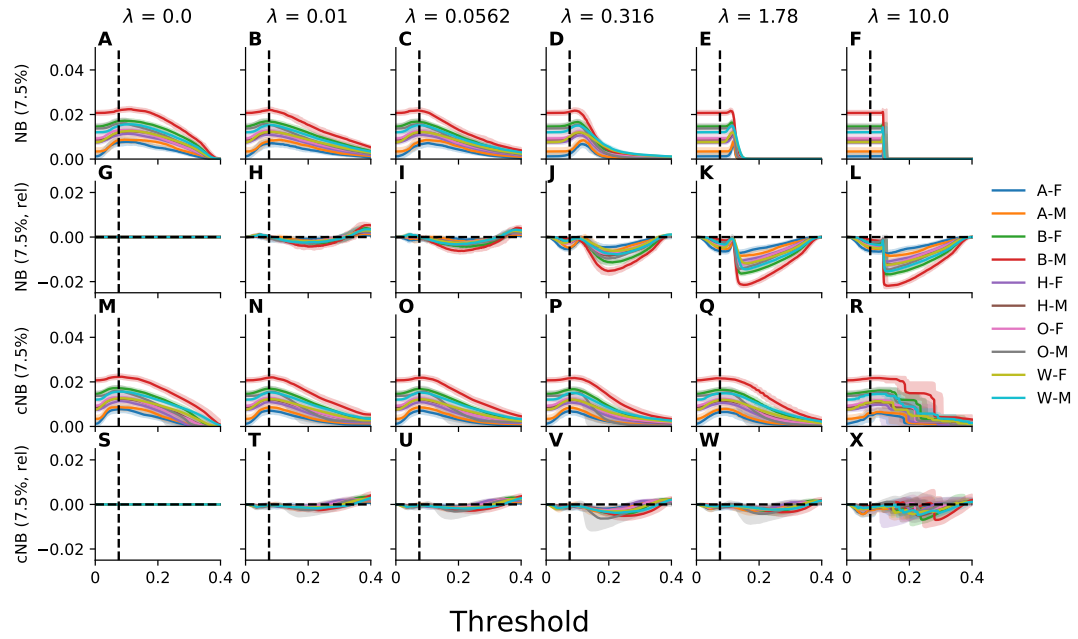 λ = 0.0 λ = 0.01 λ = 0.0562 λ = 0.316 λ = 1.78 λ = 10.0
A B C D E F
NB (7.5%)
0.04
0.02
0.00
G H I J K L
NB (7.5%, rel)
0.02
0.00
−0.02
M N O P Q R
cNB (7.5%)
0.04
0.02
0.00
S T U V W X
cNB (7.5%, rel)
0.02
0.00
−0.02
0 0.2 0.4 0.2 0.4 0 0.2 0.4 0 0.2 0.4 0 0.2 0.4 0 0.2 0.4
Threshold
A-F
A-M
B-F
B-M
H-F
H-M
O-F
O-M
W-F
W-M